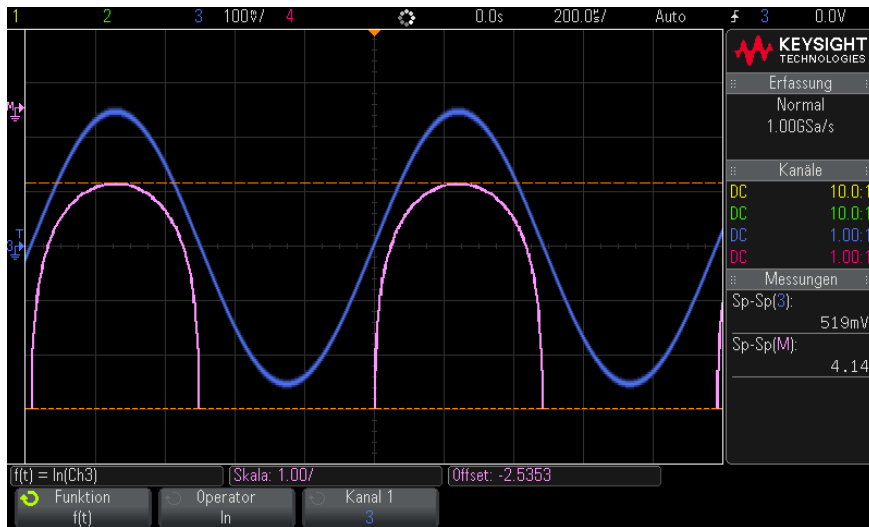 1 2 3 100▿/ 4 0.0s 200.0▿/ Auto 3 0.0V
KEYSIGHT
TECHNOLOGIES
Erfassung
Normal
1.00GSa/s
Kanäle
DC 10.0:1
DC 10.0:1
DC 1.00:1
DC 1.00:1
Messungen
Sp-Sp(3):
519mV
Sp-Sp(M):
4.14
M
T
3
f(t) = ln(Ch3) Skala: 1.00/ Offset: -2.5353
Funktion Operator Kanal 1
f(t) ln 3